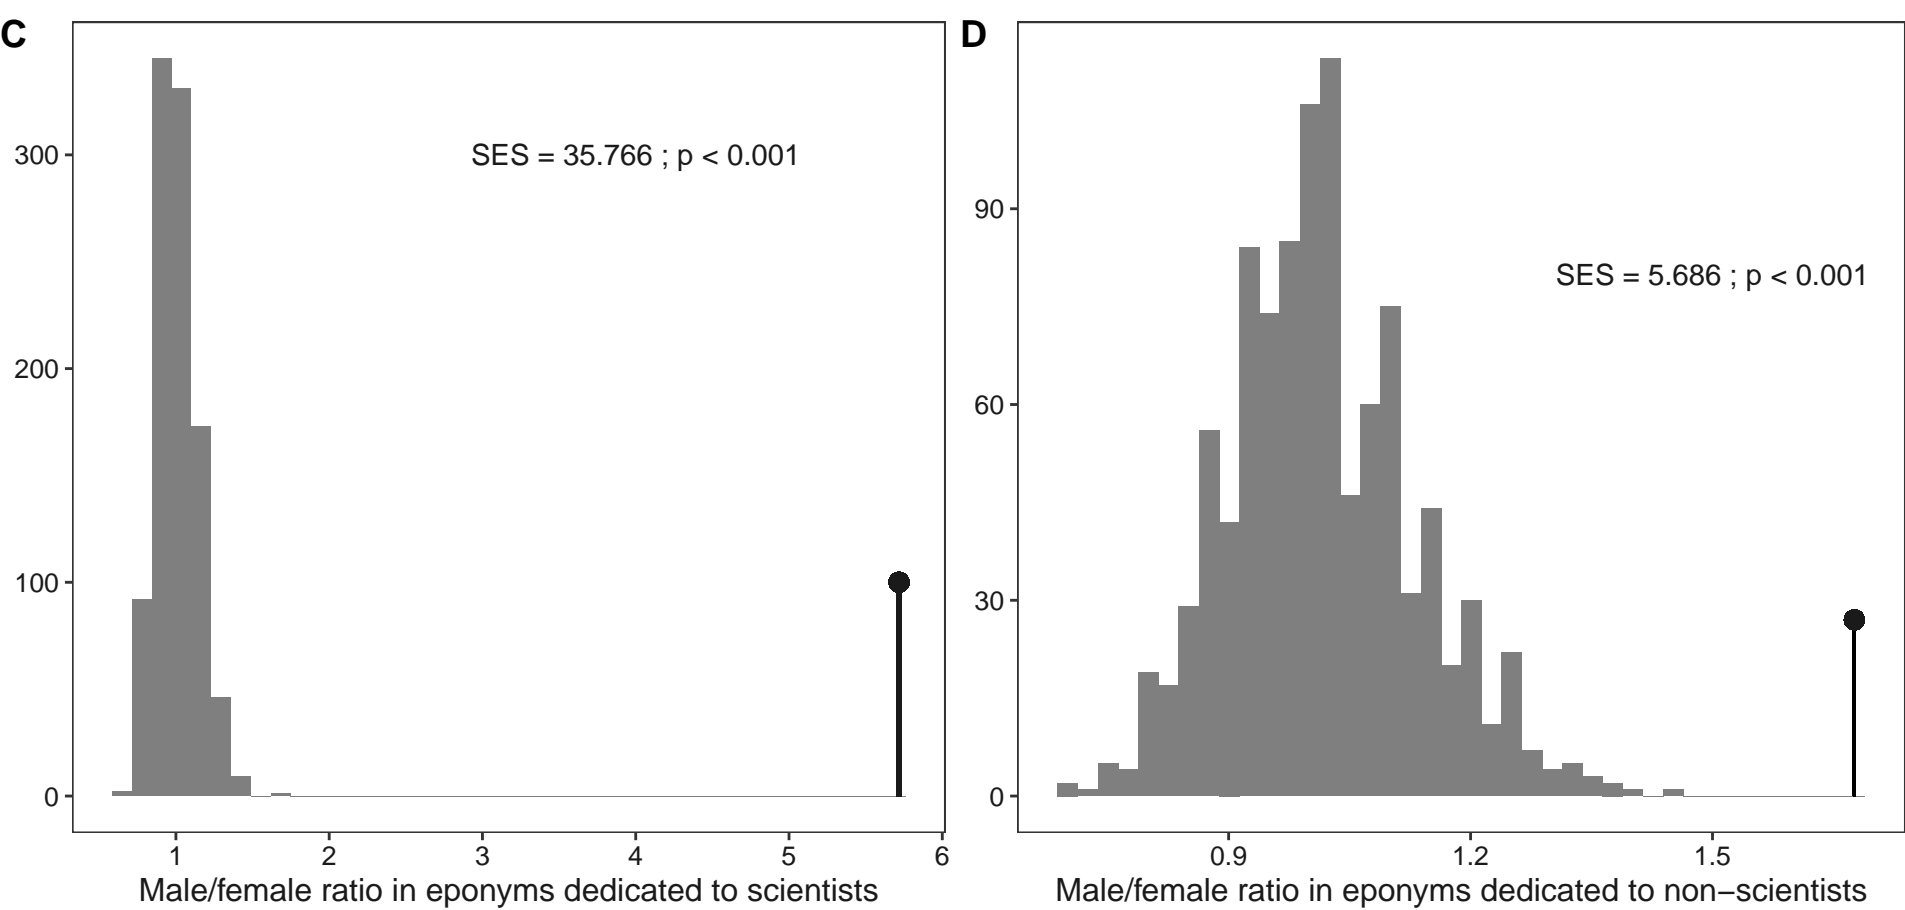 C
300
200
100
0
SES = 35.766 ; p < 0.001
1 2 3 4 5 6
Male/female ratio in eponyms dedicated to scientists
D
90
60
30
0
SES = 5.686 ; p < 0.001
0.9 1.2 1.5
Male/female ratio in eponyms dedicated to non−scientists